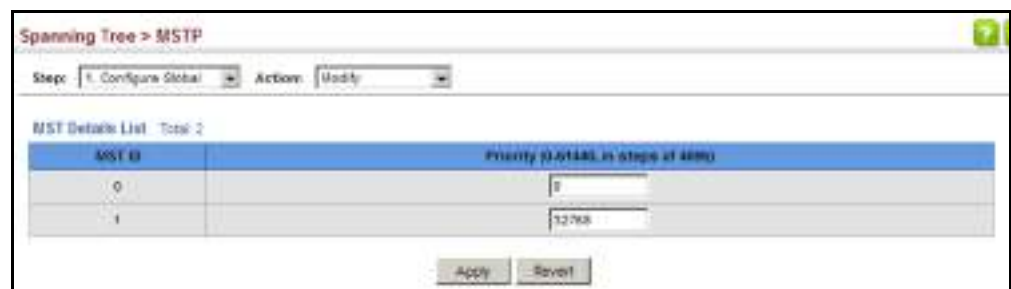 Spanning Tree > MSTP
Step: 1. Configure Global Action: Modify
MST Details List Total: 2
MST ID Priority (0-61440, in steps of 4096)
0 0
1 32768
Apply Revert